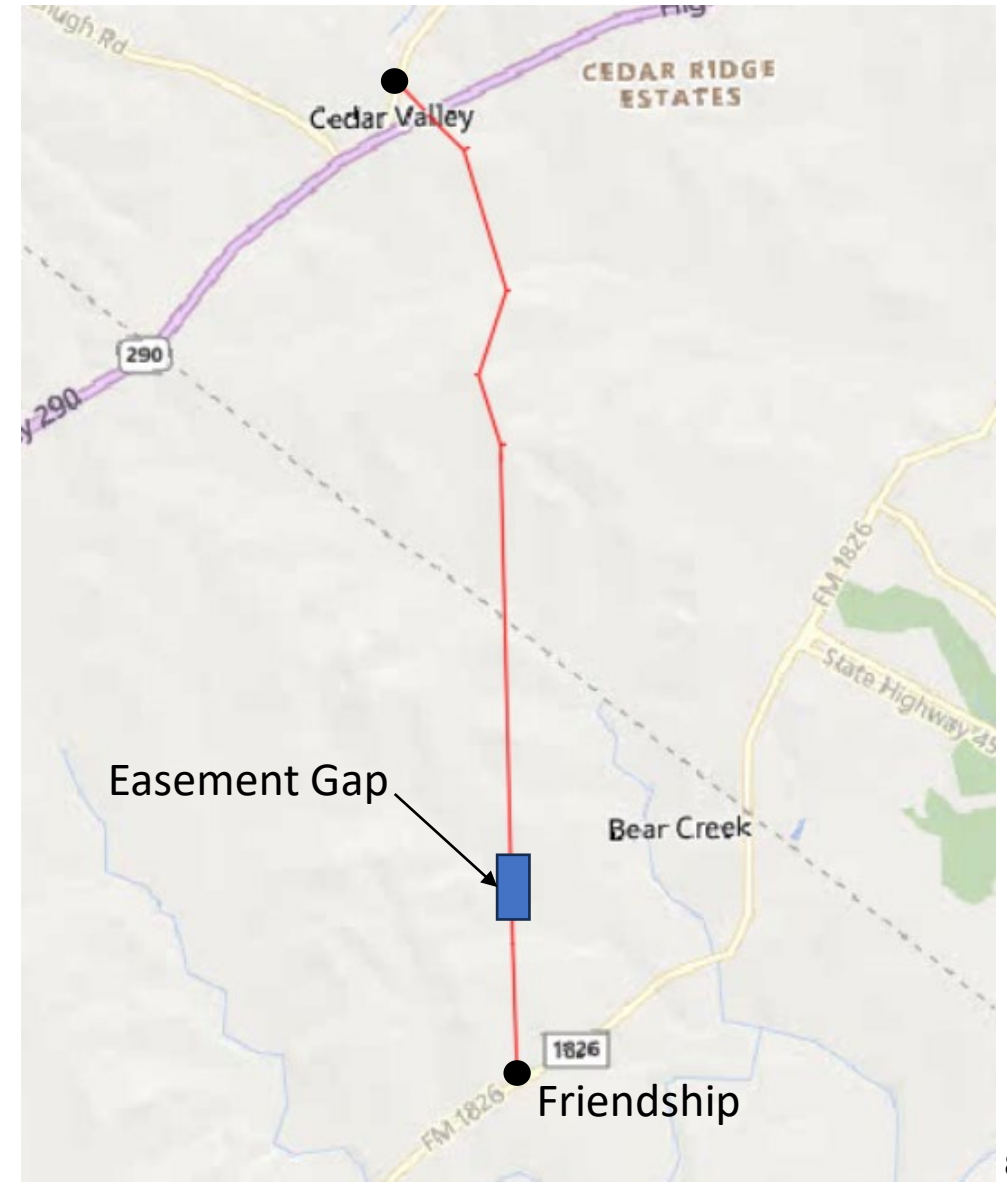 CEDAR RIDGE
ESTATES
Cedar Valley
290
y 290
FM 1826
State Highway 45
Easement Gap
Bear Creek
1826
Friendship
FM 1826